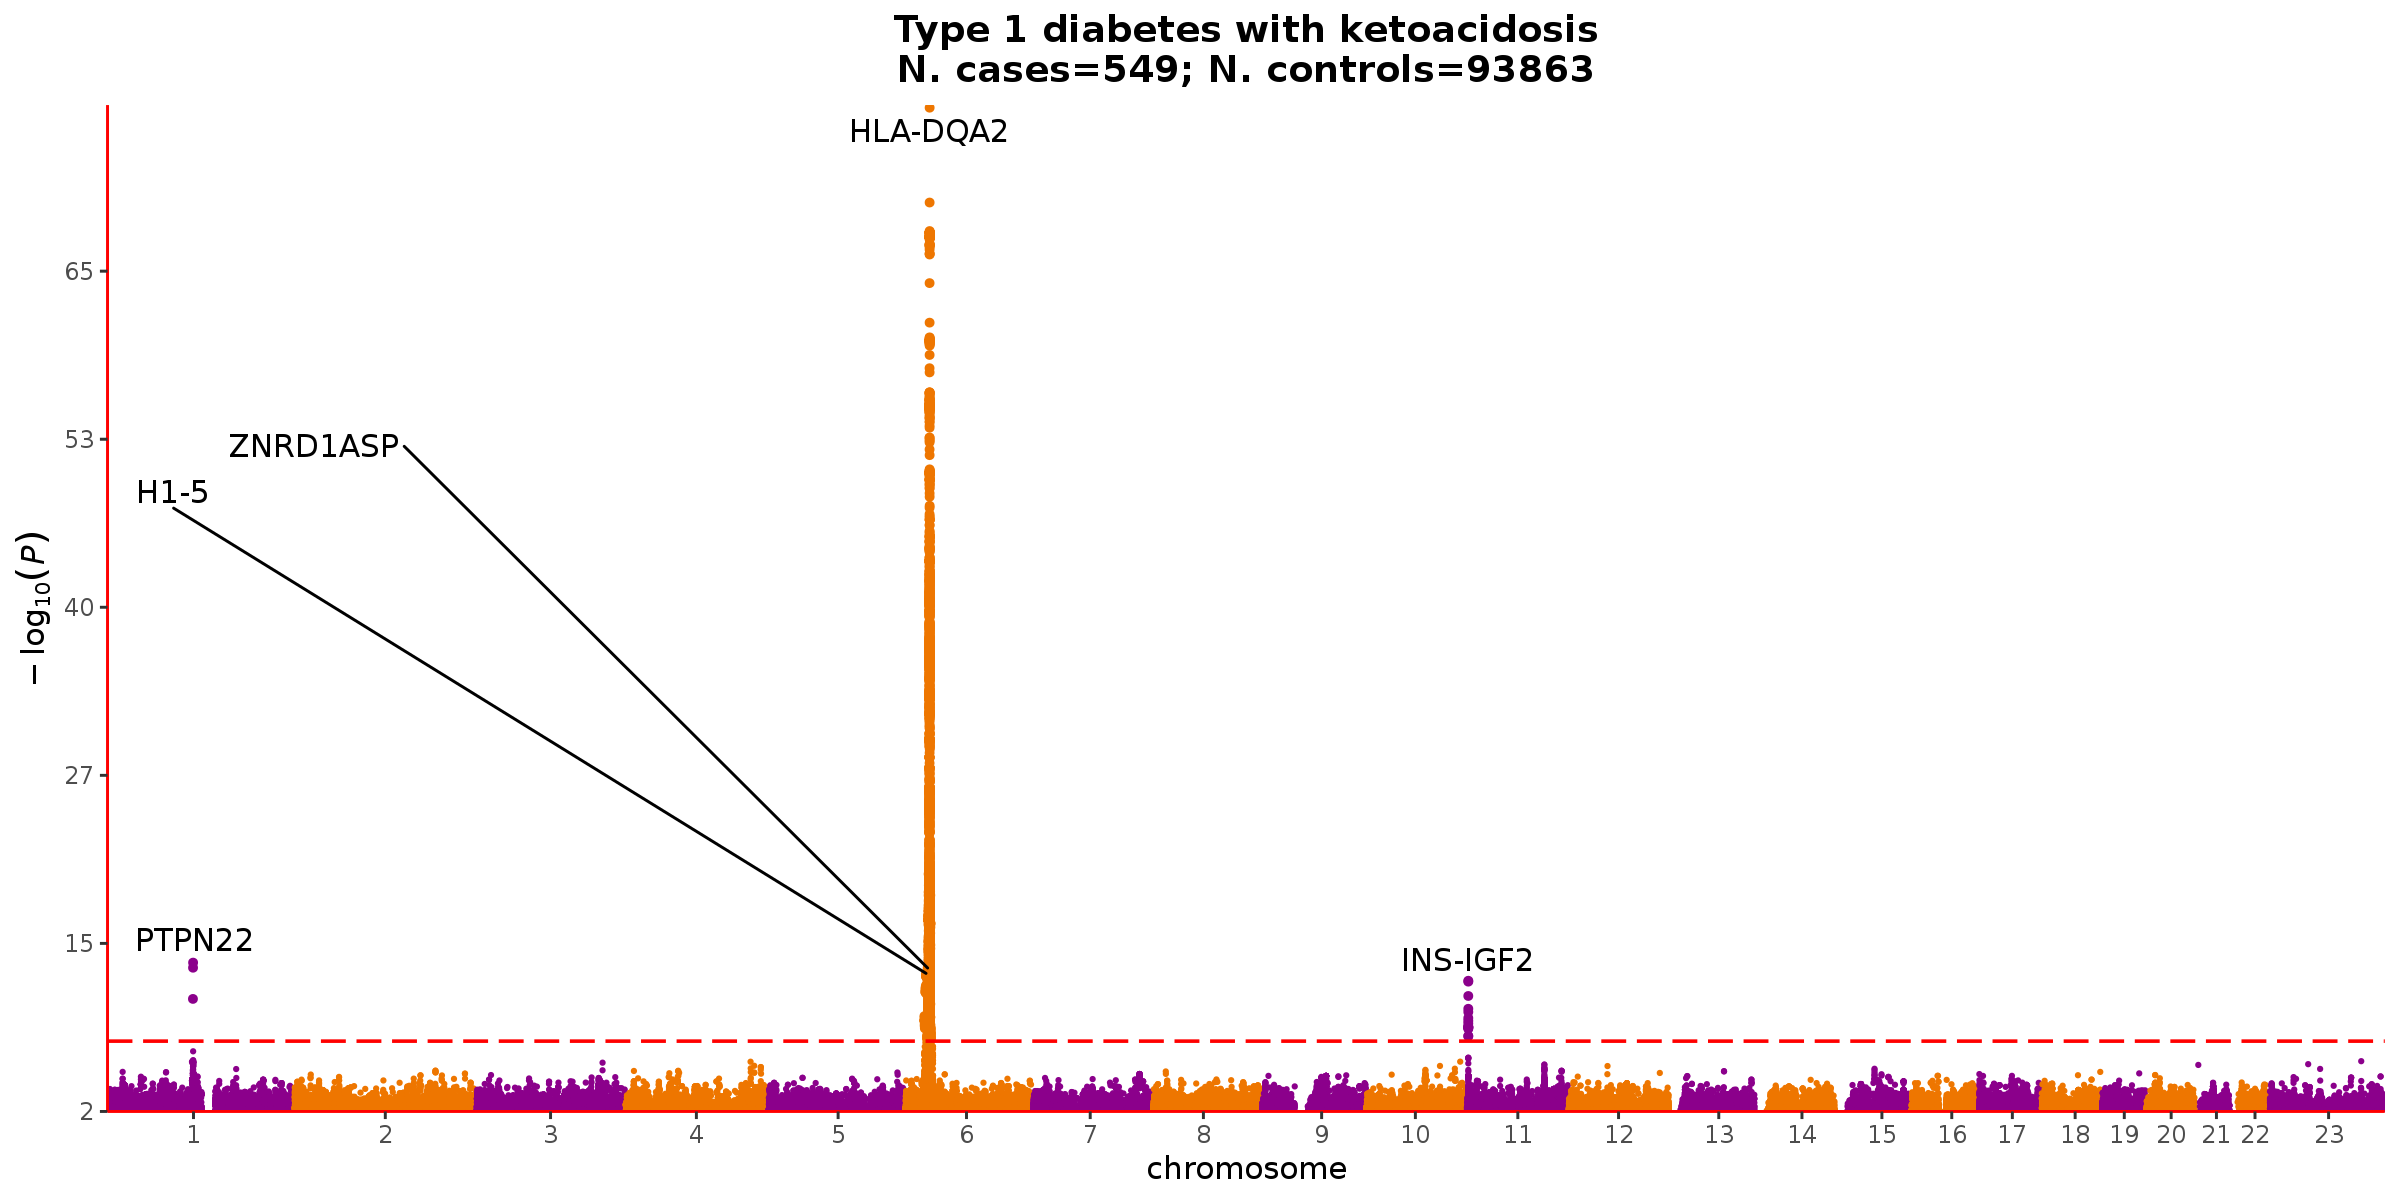 Type 1 diabetes with ketoacidosis
N. cases=549; N. controls=93863
HLA-DQA2
65
53
ZNRD1ASP
H1-5
−log10(P)
40
27
PTPN22
15
INS-IGF2
2
1 2 3 4 5 6 7 8 9 10 11 12 13 14 15 16 17 18 19 20 21 22 23
chromosome